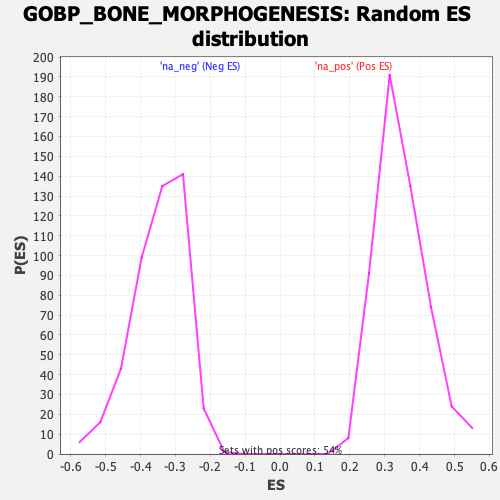 GOBP_BONE_MORPHOGENESIS: Random ES
distribution
'na_neg' (Neg ES)
'na_pos' (Pos ES)
200
190
180
170
160
150
140
130
120
110
100
90
80
70
60
50
40
30
20
10
0
P(ES)
Sets with pos scores: 54%
-0.6 -0.5 -0.4 -0.3 -0.2 -0.1 0.0 0.1 0.2 0.3 0.4 0.5 0.6
ES